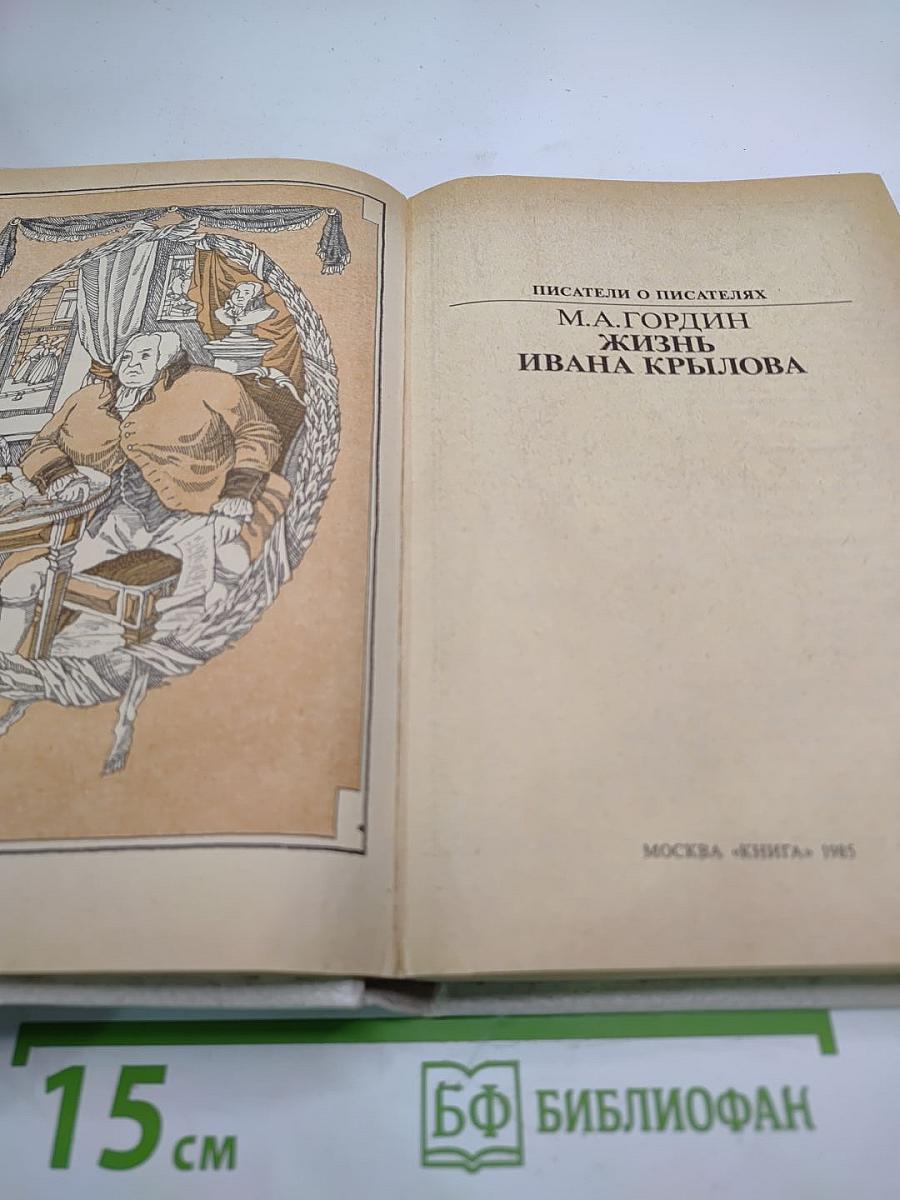 ПИСАТЕЛИ О ПИСАТЕЛЯХ
М.А.ГОРДИН
ЖИЗНЬ
ИВАНА КРЫЛОВА
МОСКВА «КНИГА» 1985
15 СМ
БФ БИБЛИОФАН